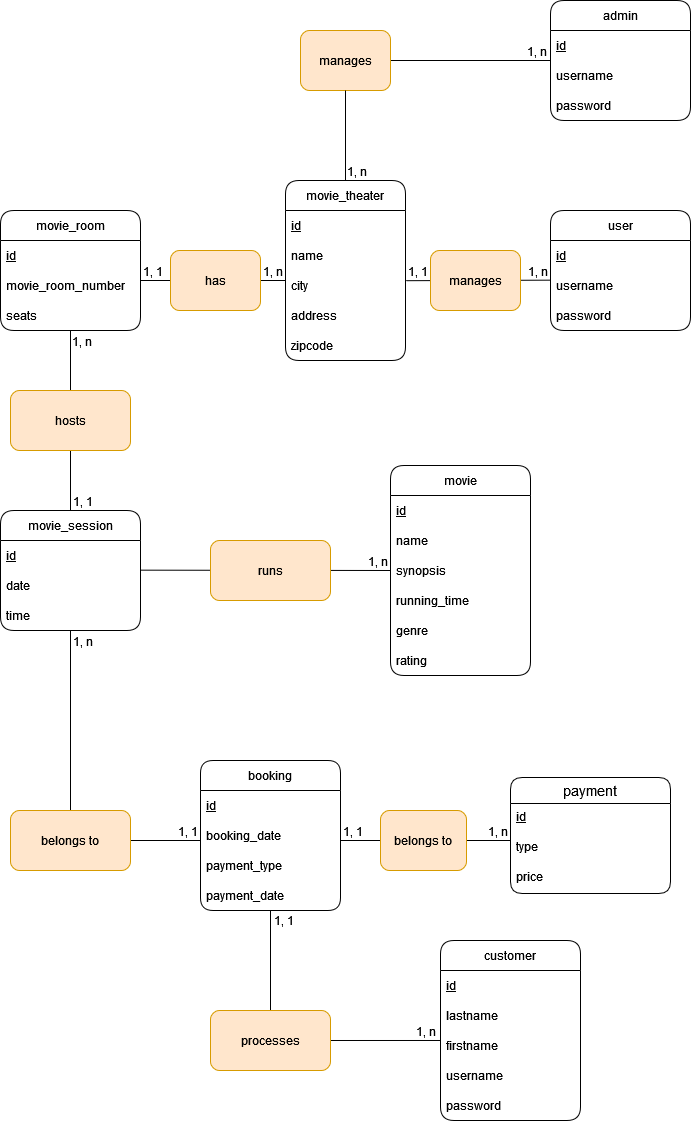 admin
id
username
password
manages
1, n
1, n
movie_theater
id
name
city
address
zipcode
movie_room
id
movie_room_number
seats
1, 1
has
1, n
1, 1
manages
1, n
user
id
username
password
1, n
hosts
1, 1
movie_session
id
date
time
runs
1, n
movie
id
name
synopsis
running_time
genre
rating
1, n
belongs to
1, 1
booking
id
booking_date
payment_type
payment_date
1, 1
belongs to
1, n
payment
id
type
price
1, 1
processes
1, n
customer
id
lastname
firstname
username
password